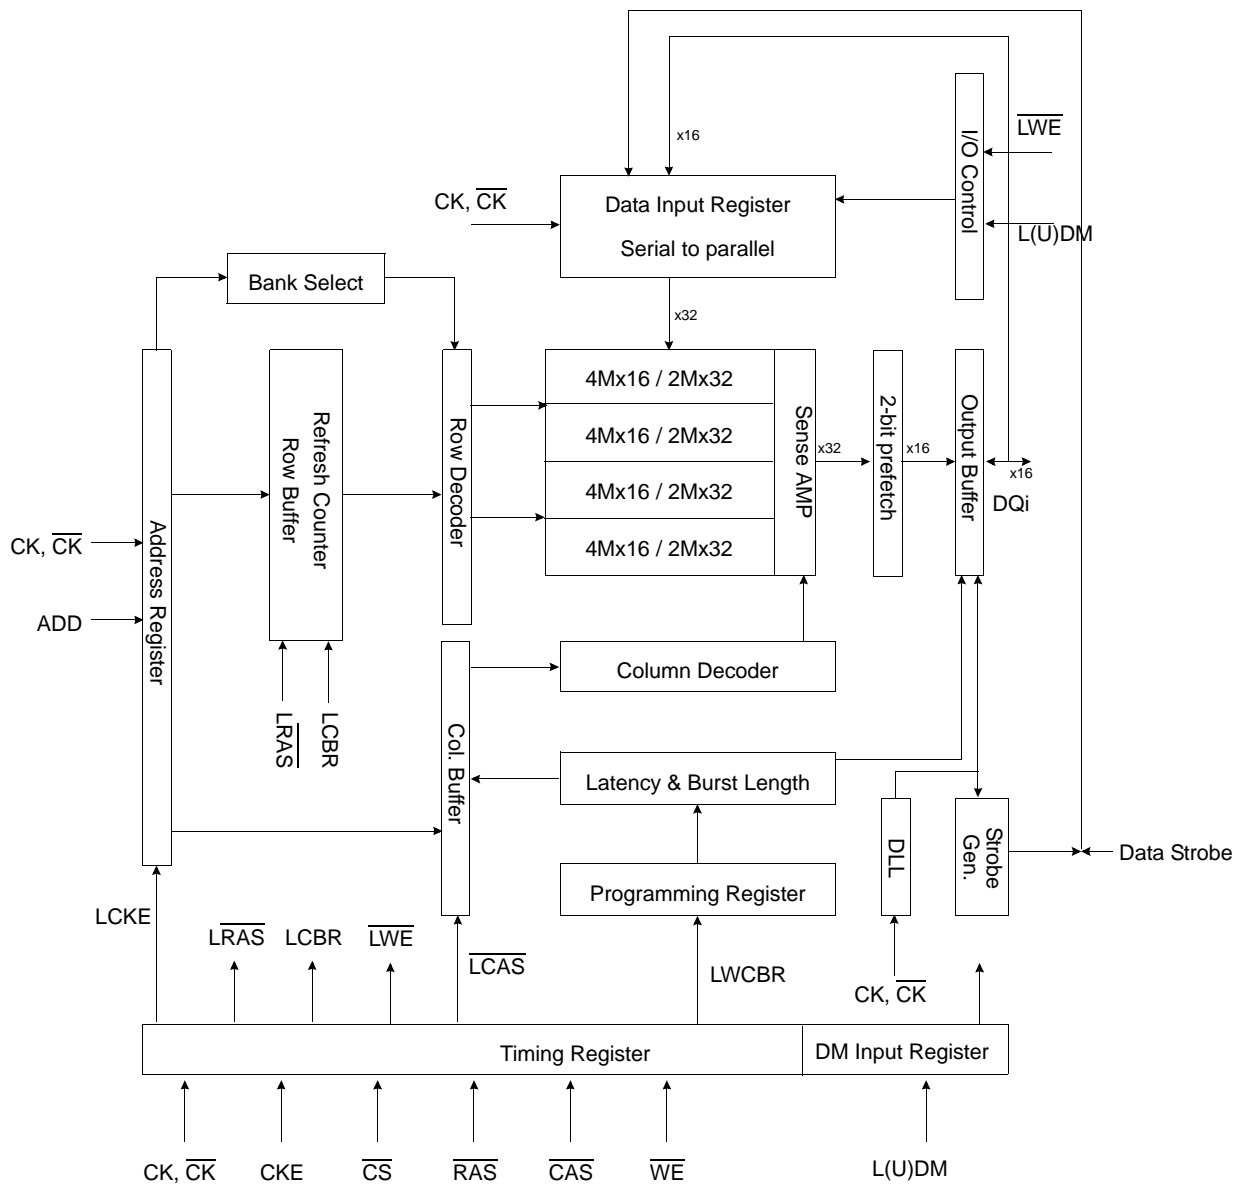 x16
LWE
I/O Control
CK, CK
Data Input Register
Serial to parallel
L(U)DM
Bank Select
x32
Address Register
Refresh Counter
Row Buffer
Row Decoder
4Mx16 / 2Mx32
4Mx16 / 2Mx32
4Mx16 / 2Mx32
4Mx16 / 2Mx32
Sense AMP
x32
2-bit prefetch
x16
Output Buffer
x16
DQi
CK, CK
ADD
LRAS
LCBR
Col. Buffer
Column Decoder
Latency & Burst Length
DLL
Strobe
Gen.
Data Strobe
Programming Register
LCKE
LRAS
LCBR
LWE
LCAS
LWCBR
CK, CK
Timing Register
DM Input Register
CK, CK
CKE
CS
RAS
CAS
WE
L(U)DM